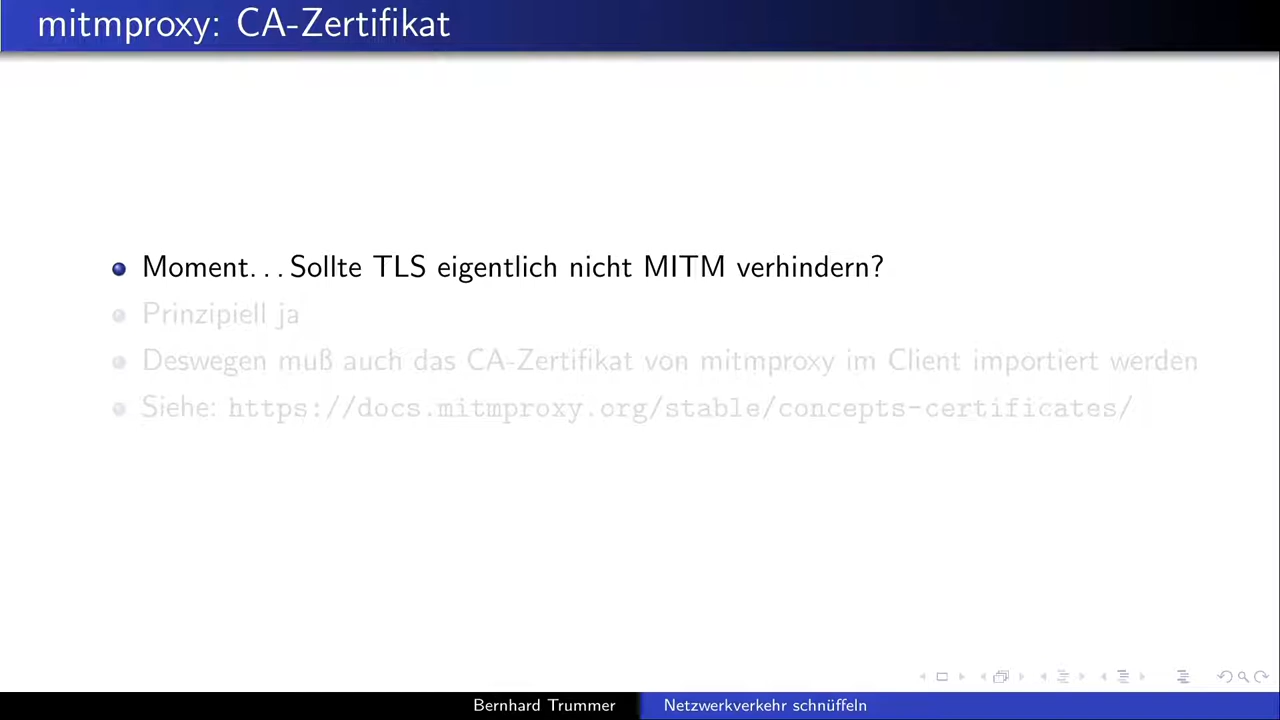 mitmproxy: CA-Zertifikat
Moment...Sollte TLS eigentlich nicht MITM verhindern?
Prinzipiell ja
Deswegen muß auch das CA-Zertifikat von mitmproxy im Client importiert werden
Siehe: https://docs.mitmproxy.org/stable/concepts-certificates/
Bernhard Trummer
Netzwerkverkehr schnüffeln